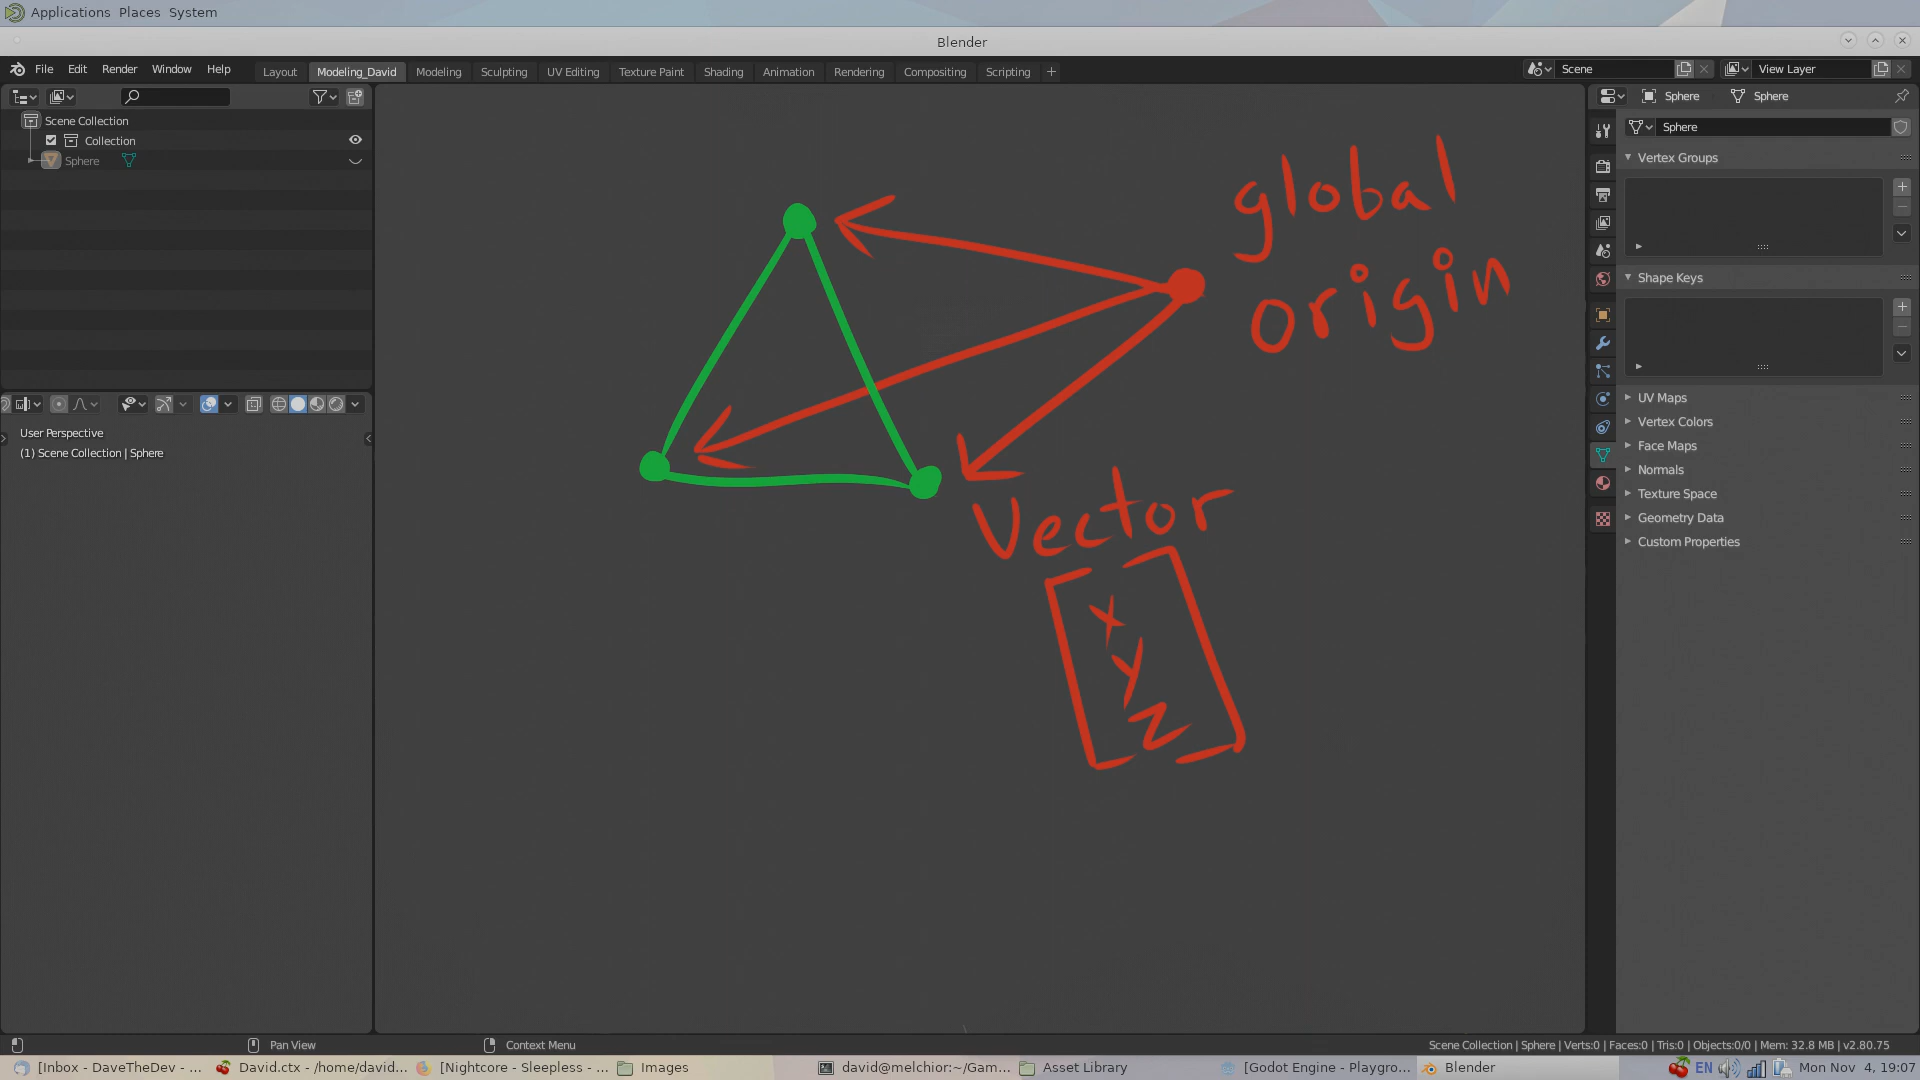 Applications Places System
Blender
File Edit Render Window Help
Layout Modeling_David Modeling Sculpting UV Editing Texture Paint Shading Animation Rendering Compositing Scripting +
Scene
View Layer
Scene Collection
Collection
Sphere
User Perspective
(1) Scene Collection | Sphere
global
origin
Vector
x
y
z
Sphere Sphere
Sphere
Vertex Groups
Shape Keys
UV Maps
Vertex Colors
Face Maps
Normals
Texture Space
Geometry Data
Custom Properties
Pan View
Context Menu
Scene Collection | Sphere | Verts:0 | Faces:0 | Tris:0 | Objects:0/0 | Mem: 32.8 MB | v2.80.75
[Inbox - DaveTheDev - ... David.ctx - /home/david... [Nightcore - Sleepless - ... Images david@melchior:~/Gam... Asset Library [Godot Engine - Playgro... Blender EN Mon Nov 4, 19:07